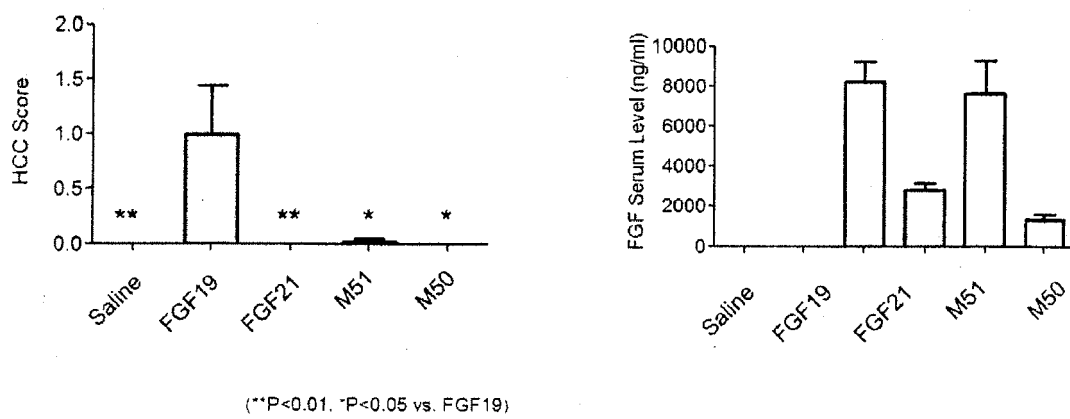 2.0
1.5
1.0
0.5
0.0
HCC Score
** ** * *
Saline FGF19 FGF21 M51 M50
10000
8000
6000
4000
2000
0
FGF Serum Level (ng/ml)
Saline FGF19 FGF21 M51 M50
(**P<0.01, *P<0.05 vs. FGF19)